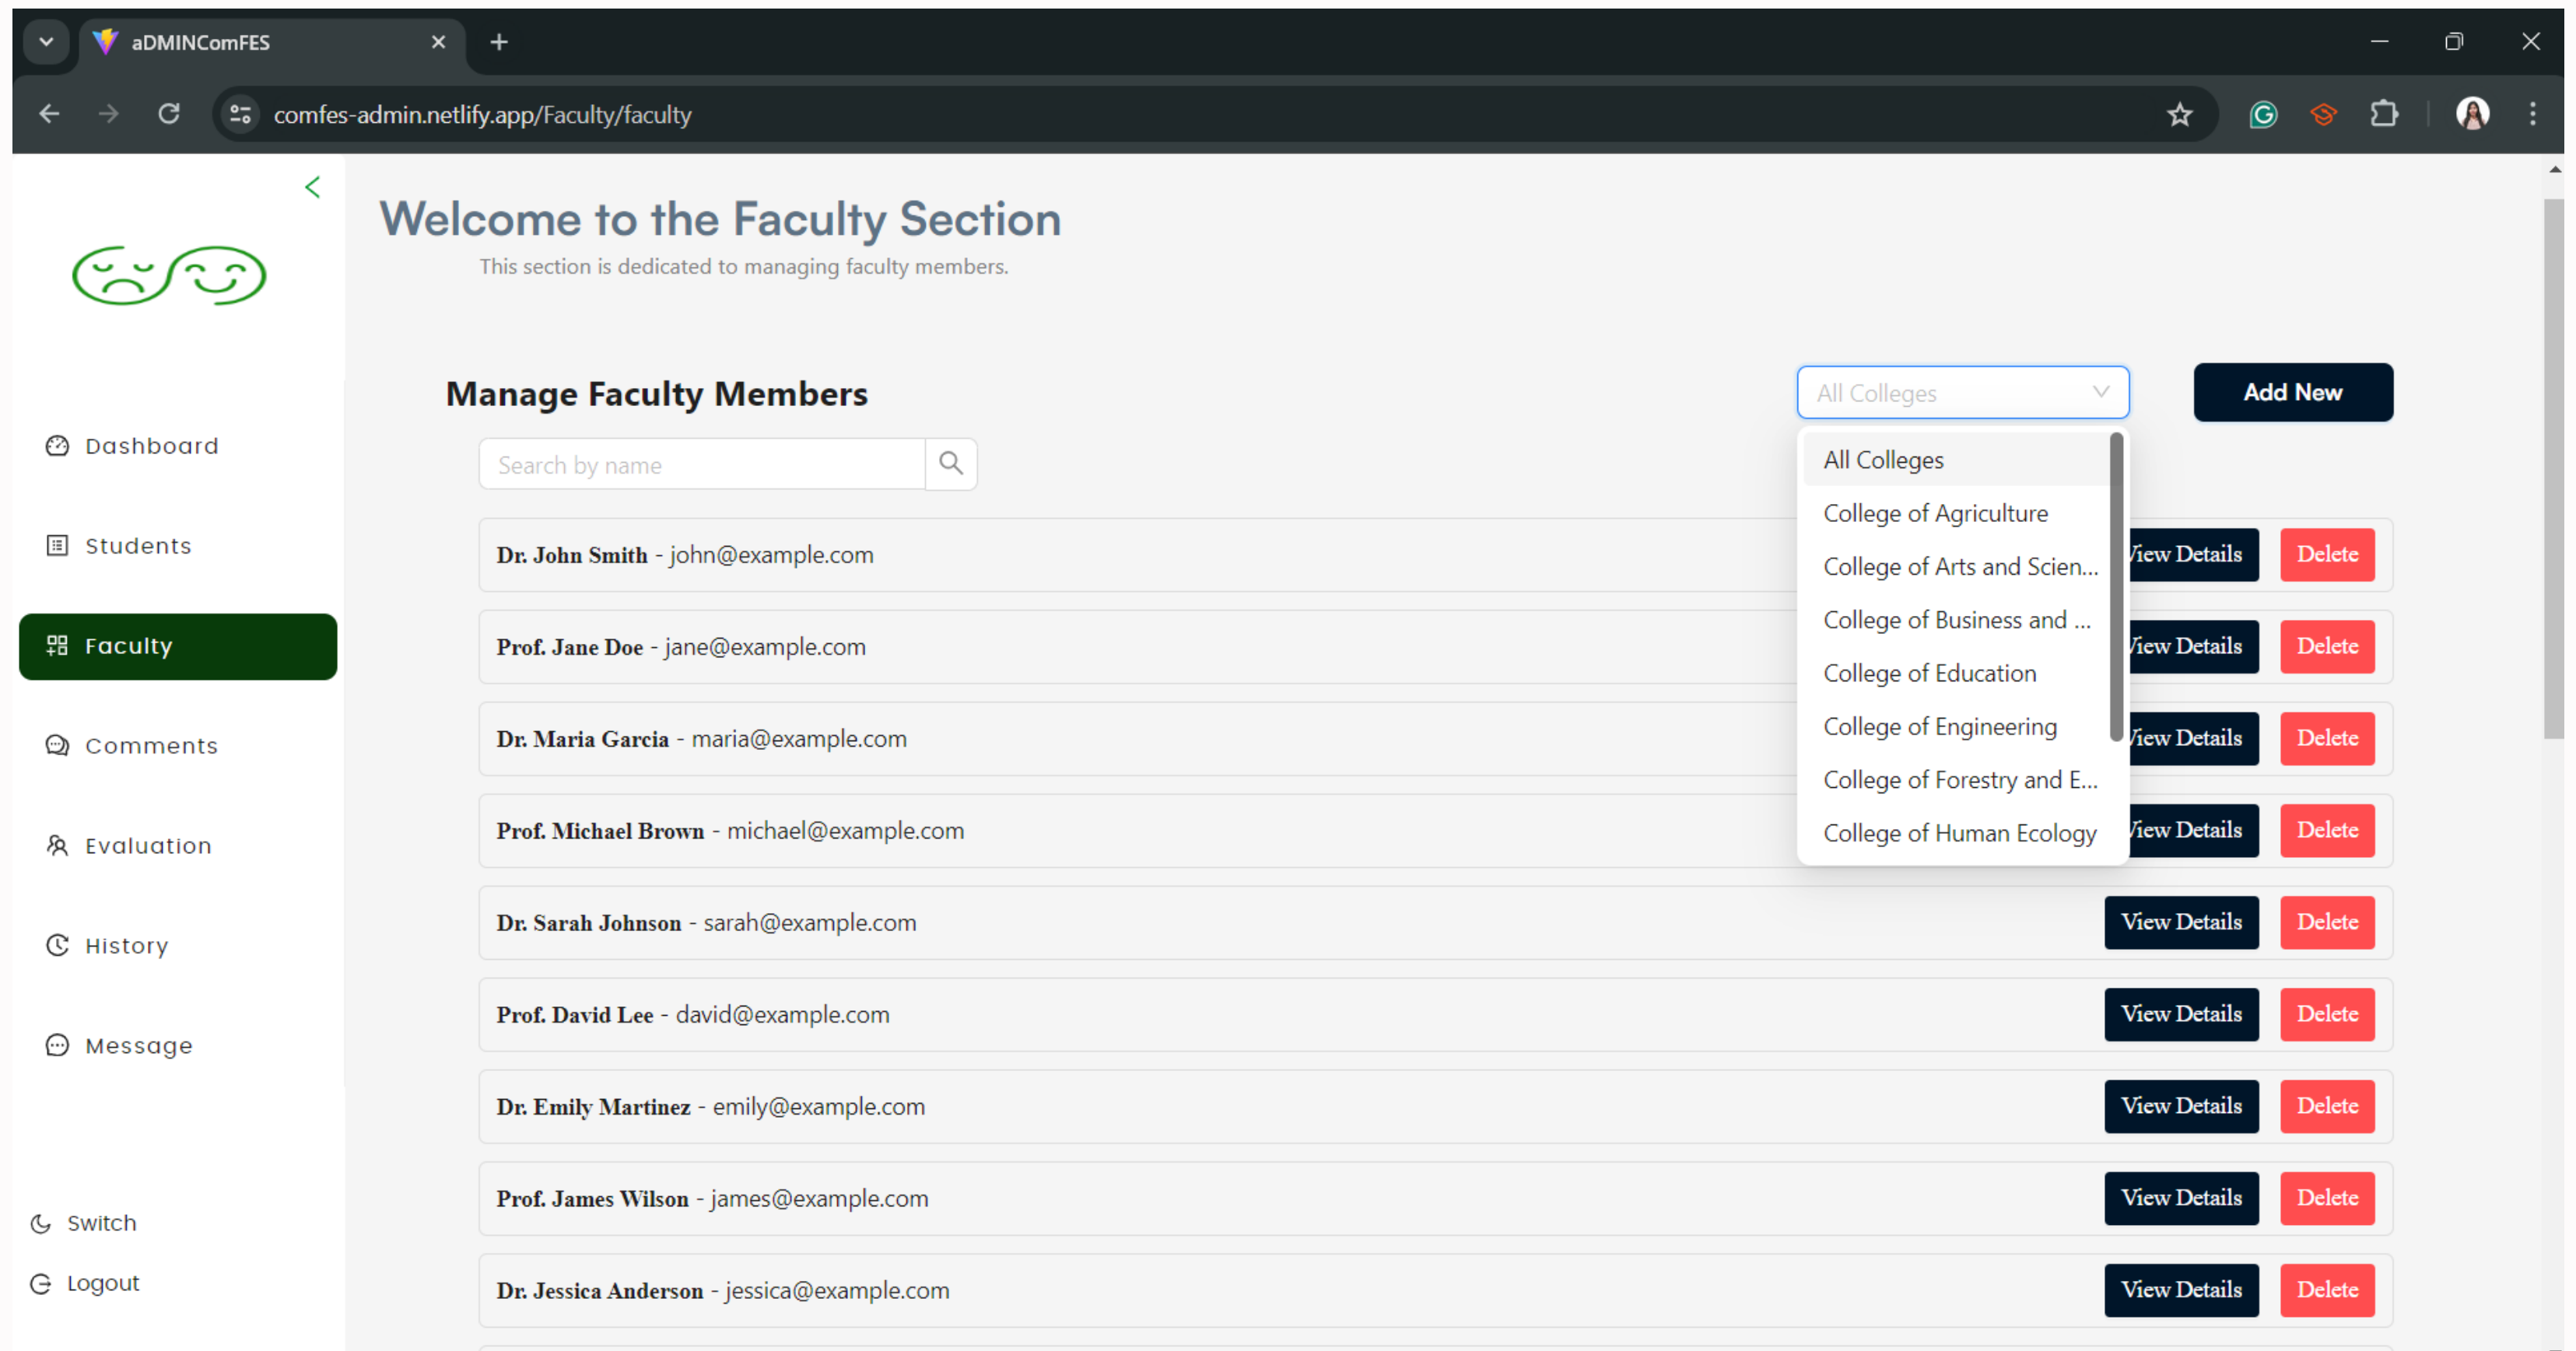 aDMINComFES
comfes-admin.netlify.app/Faculty/faculty
Welcome to the Faculty Section
This section is dedicated to managing faculty members.
Dashboard
Students
Faculty
Comments
Evaluation
History
Message
Switch
Logout
Manage Faculty Members
All Colleges
Add New
Search by name
All Colleges
College of Agriculture
College of Arts and Scien...
College of Business and ...
College of Education
College of Engineering
College of Forestry and E...
College of Human Ecology
Dr. John Smith - john@example.com View Details Delete
Prof. Jane Doe - jane@example.com View Details Delete
Dr. Maria Garcia - maria@example.com View Details Delete
Prof. Michael Brown - michael@example.com View Details Delete
Dr. Sarah Johnson - sarah@example.com View Details Delete
Prof. David Lee - david@example.com View Details Delete
Dr. Emily Martinez - emily@example.com View Details Delete
Prof. James Wilson - james@example.com View Details Delete
Dr. Jessica Anderson - jessica@example.com View Details Delete